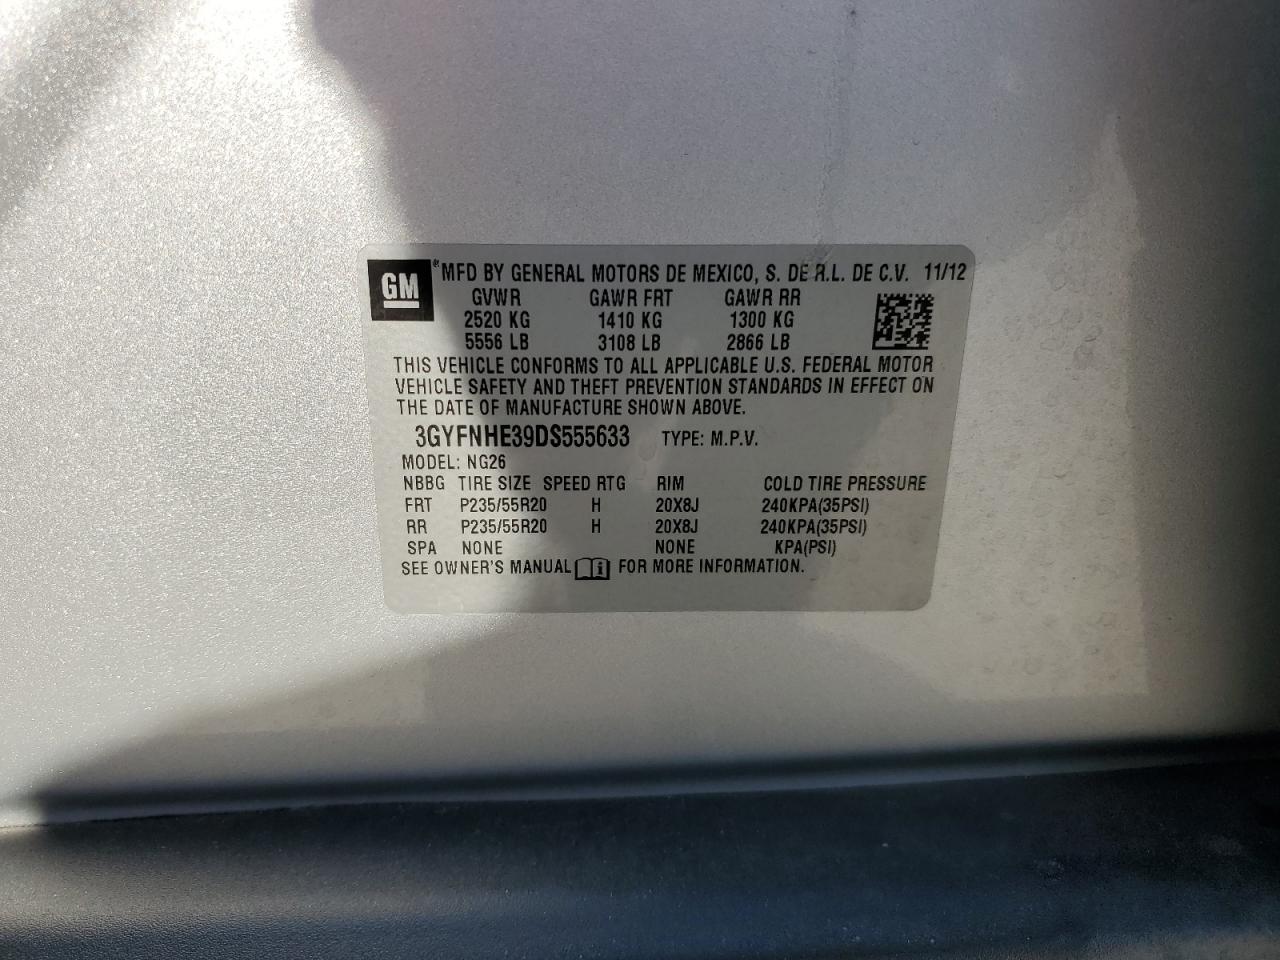 GM ® MFD BY GENERAL MOTORS DE MEXICO, S. DE R.L. DE C.V. 11/12
GVWR GAWR FRT GAWR RR
2520 KG 1410 KG 1300 KG
5556 LB 3108 LB 2866 LB
THIS VEHICLE CONFORMS TO ALL APPLICABLE U.S. FEDERAL MOTOR
VEHICLE SAFETY AND THEFT PREVENTION STANDARDS IN EFFECT ON
THE DATE OF MANUFACTURE SHOWN ABOVE.
3GYFNHE39DS555633 TYPE: M.P.V.
MODEL: NG26
NBBG TIRE SIZE SPEED RTG RIM COLD TIRE PRESSURE
FRT P235/55R20 H 20X8J 240KPA(35PSI)
RR P235/55R20 H 20X8J 240KPA(35PSI)
SPA NONE NONE KPA(PSI)
SEE OWNER'S MANUAL i FOR MORE INFORMATION.